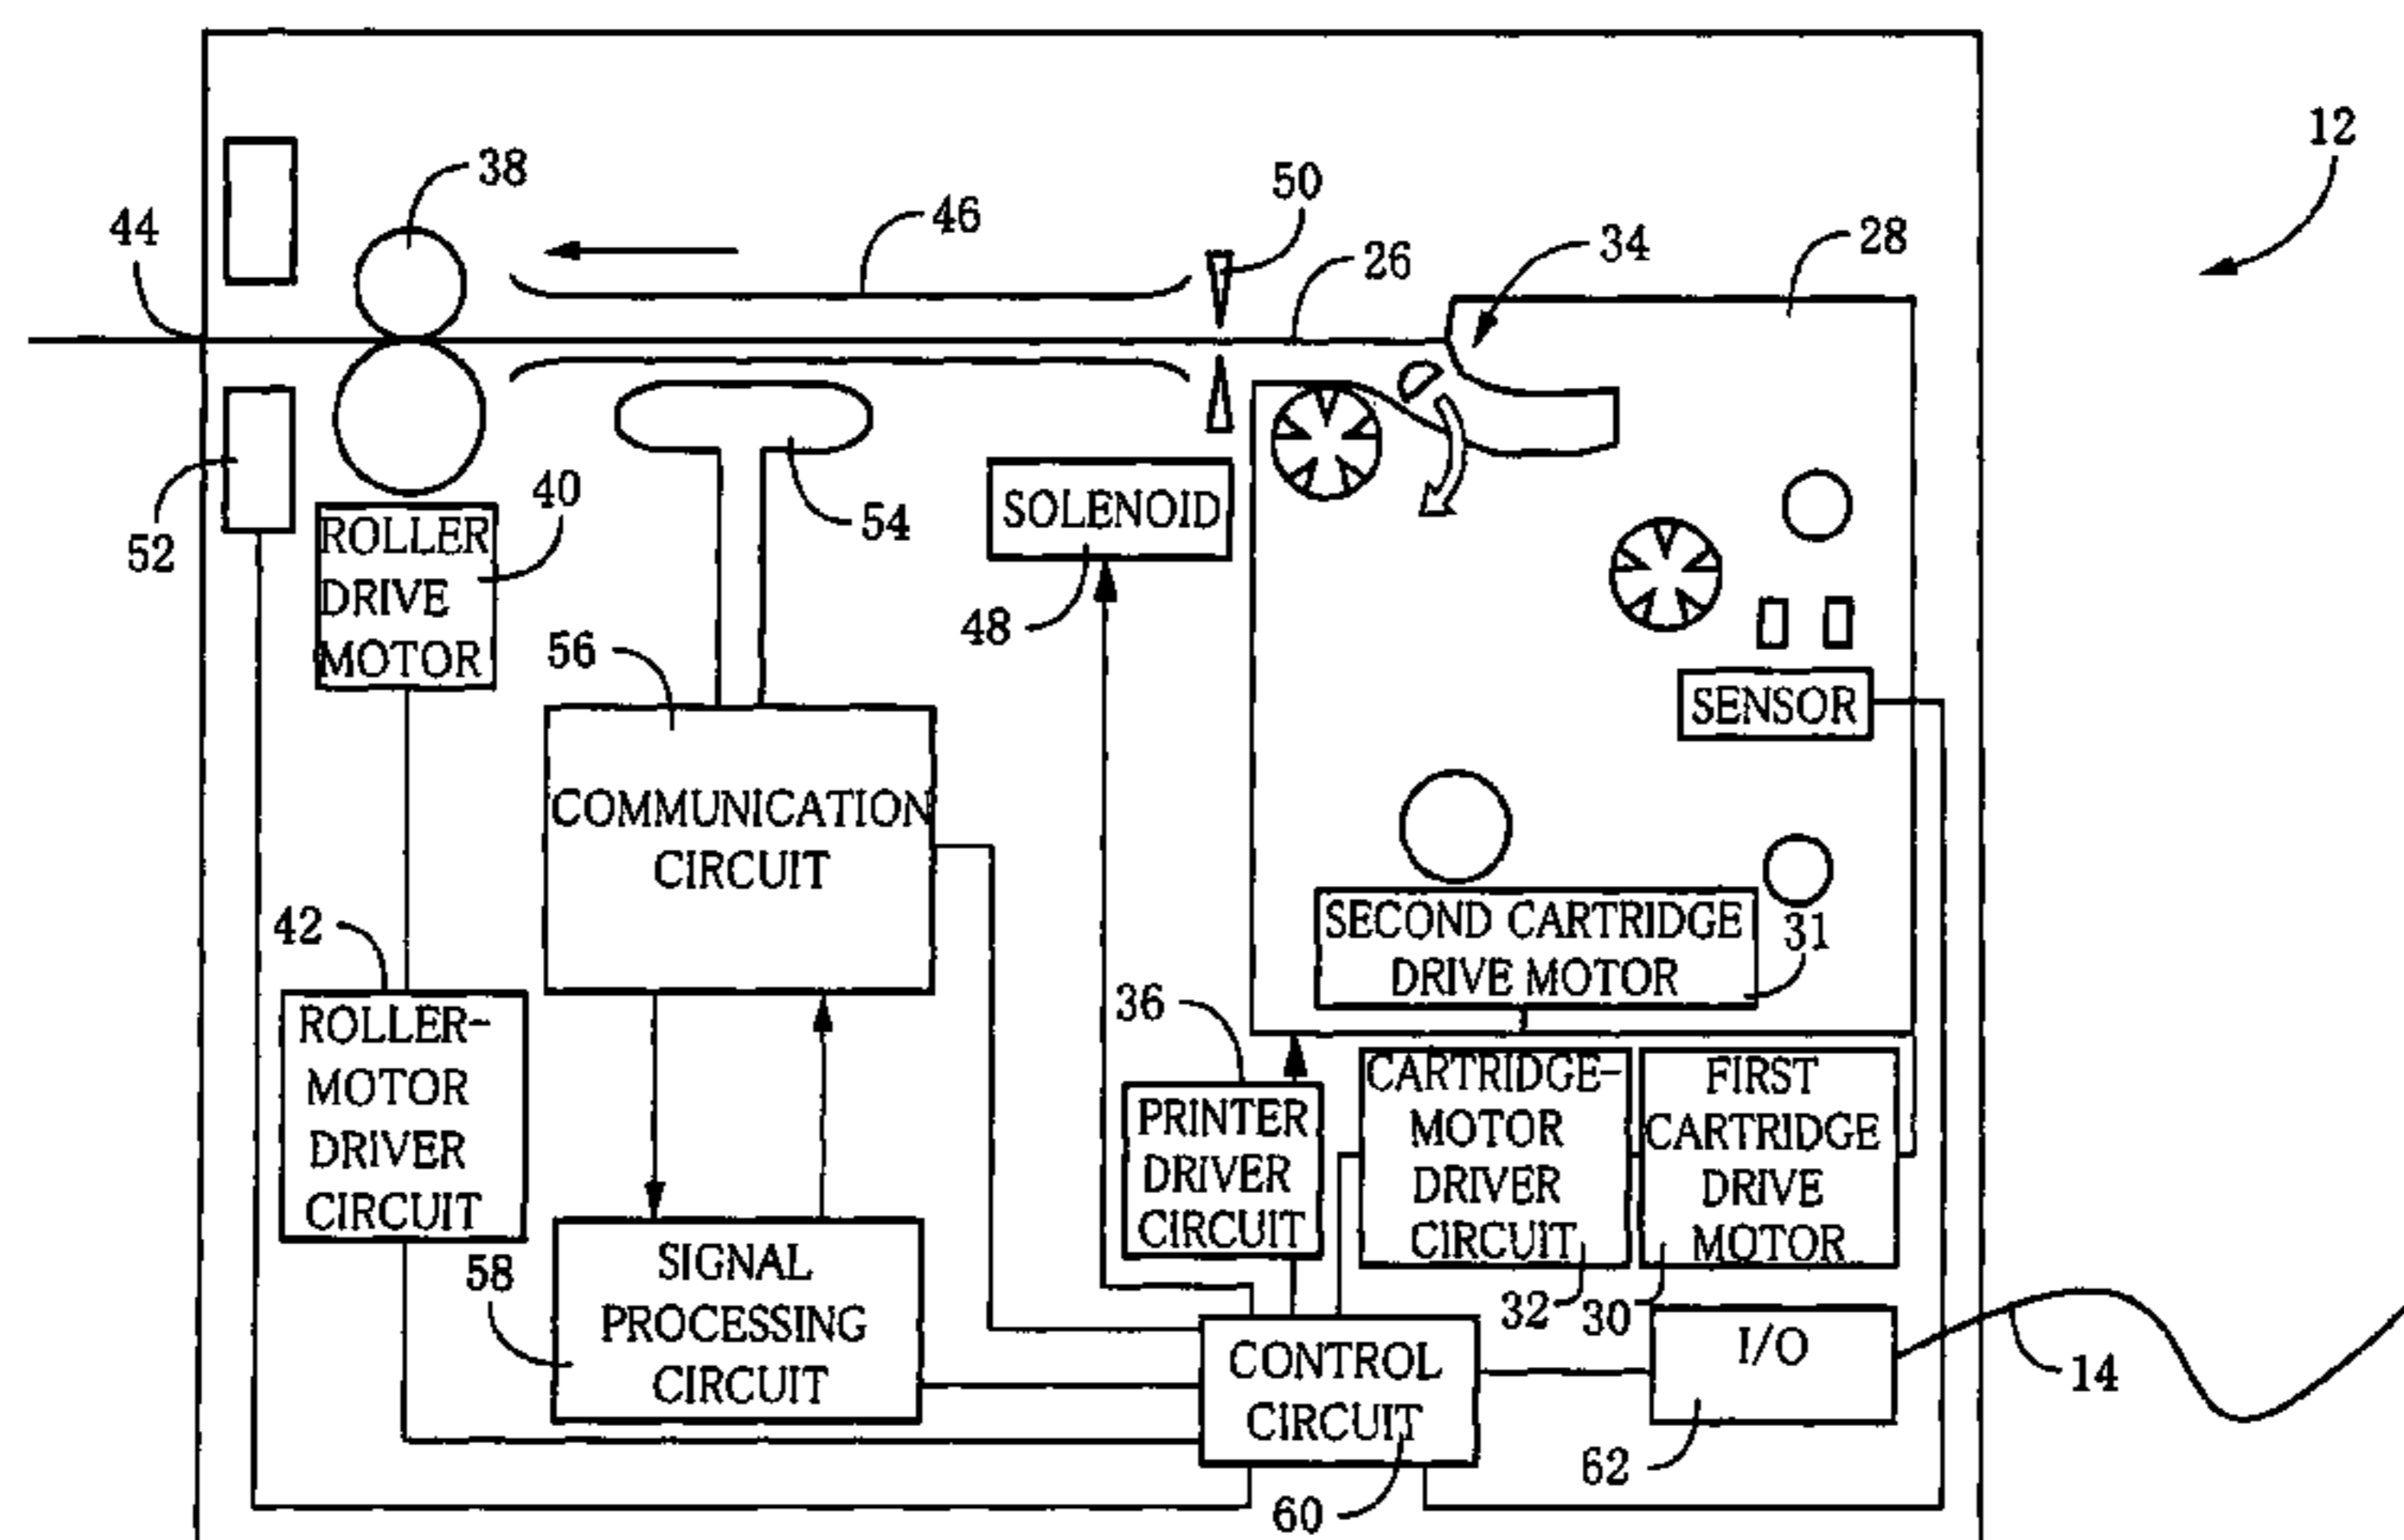 12
38
50
46
28
44
26
34
40
54
52
SOLENOID
ROLLER
DRIVE
MOTOR
48
56
SENSOR
COMMUNICATION
CIRCUIT
42
SECOND CARTRIDGE
DRIVE MOTOR
31
36
ROLLER-
MOTOR
DRIVER
CIRCUIT
PRINTER
DRIVER
CIRCUIT
CARTRIDGE-
MOTOR
DRIVER
CIRCUIT
FIRST
CARTRIDGE
DRIVE
MOTOR
58
SIGNAL
PROCESSING
CIRCUIT
32
30
CONTROL
CIRCUIT
I/O
14
62
60